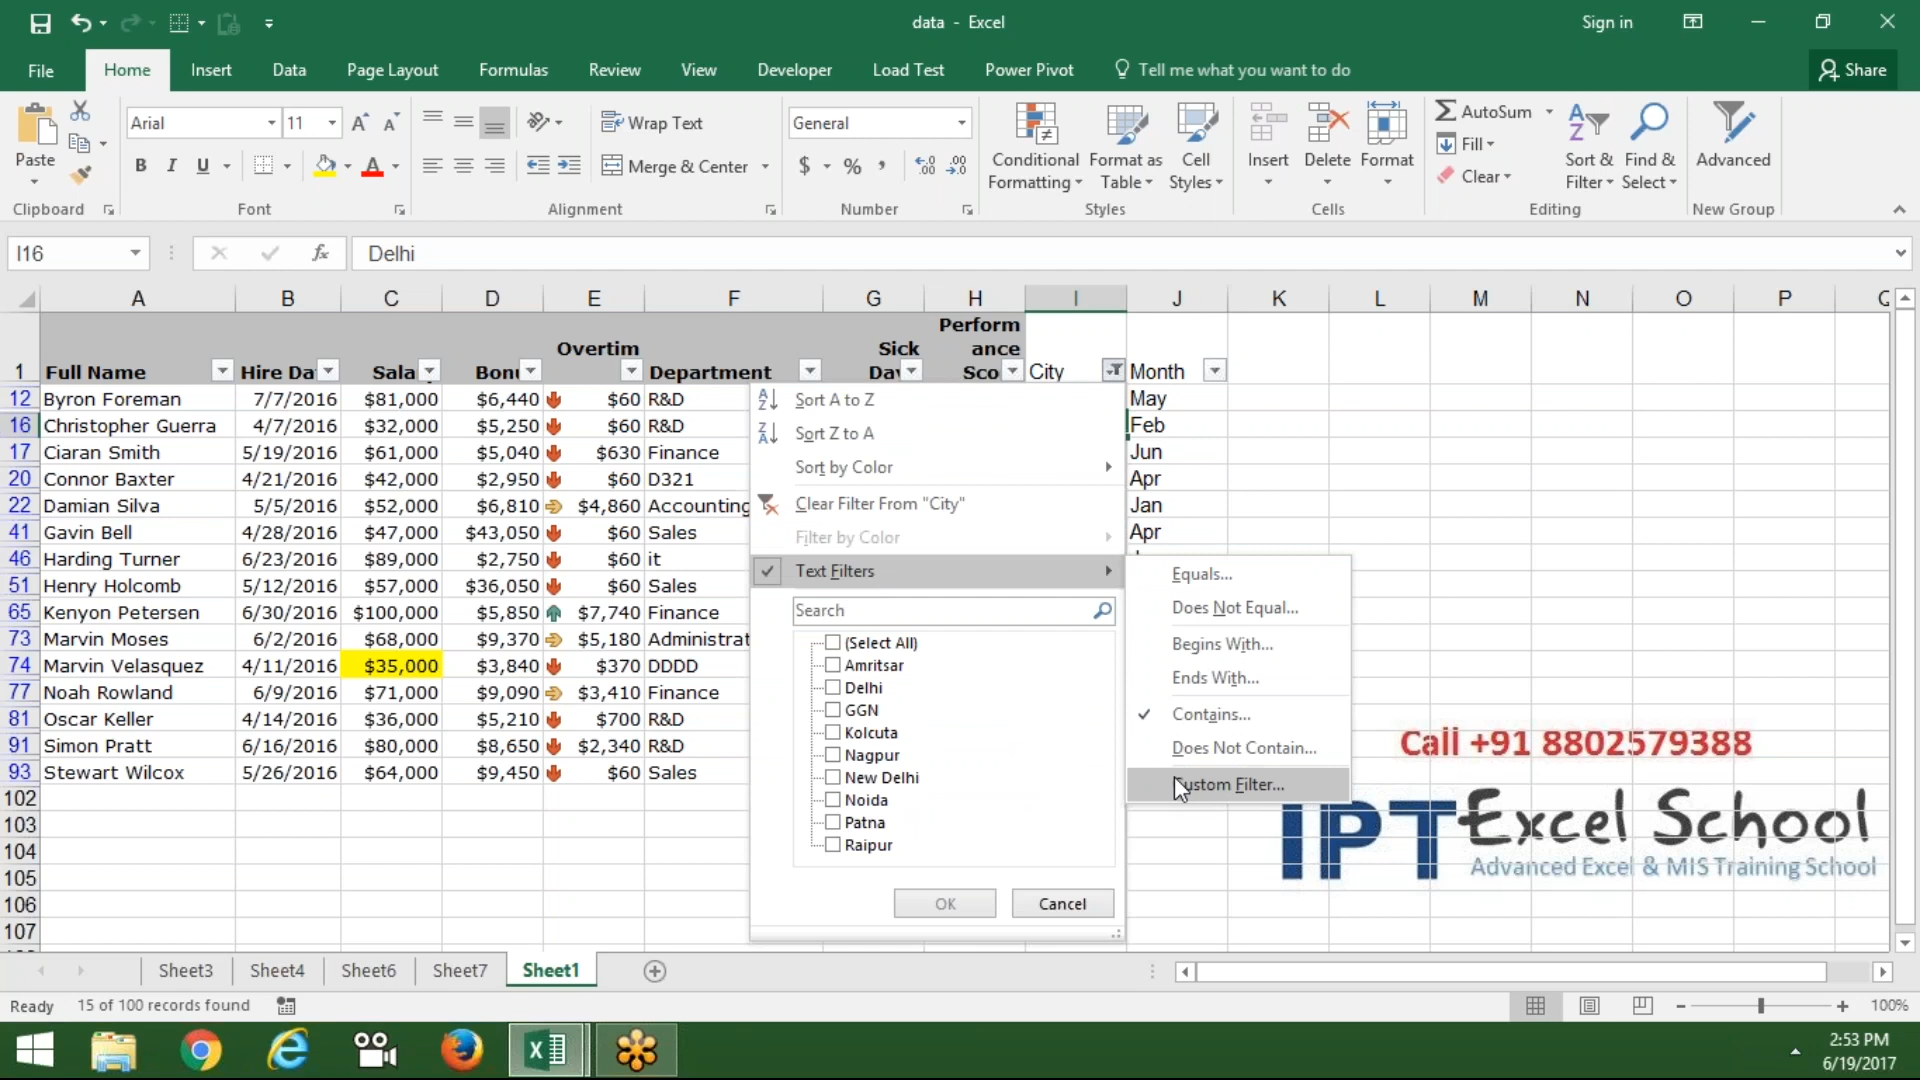 data - Excel
Sign in
File Home Insert Data Page Layout Formulas Review View Developer Load Test Power Pivot Tell me what you want to do Share
Paste
Clipboard
Arial 11
B I U
Font
Wrap Text
Merge & Center
Alignment
General
$ % ,
Number
Conditional Formatting
Format as Table
Cell Styles
Styles
Insert Delete Format
Cells
AutoSum
Fill
Clear
Sort & Filter
Find & Select
Editing
Advanced
New Group
I16 fx Delhi
A B C D E F G H I J K L M N O P
1 Full Name Hire Da Sala Bonu Overtim Department Sick Day Perform ance Sco City Month
12 Byron Foreman 7/7/2016 $81,000 $6,440 $60 R&D May
16 Christopher Guerra 4/7/2016 $32,000 $5,250 $60 R&D Feb
17 Ciaran Smith 5/19/2016 $61,000 $5,040 $630 Finance Jun
20 Connor Baxter 4/21/2016 $42,000 $2,950 $60 D321 Apr
22 Damian Silva 5/5/2016 $52,000 $6,810 $4,860 Accounting Jan
41 Gavin Bell 4/28/2016 $47,000 $43,050 $60 Sales Apr
46 Harding Turner 6/23/2016 $89,000 $2,750 $60 it
51 Henry Holcomb 5/12/2016 $57,000 $36,050 $60 Sales
65 Kenyon Petersen 6/30/2016 $100,000 $5,850 $7,740 Finance
73 Marvin Moses 6/2/2016 $68,000 $9,370 $5,180 Administrat
74 Marvin Velasquez 4/11/2016 $35,000 $3,840 $370 DDDD
77 Noah Rowland 6/9/2016 $71,000 $9,090 $3,410 Finance
81 Oscar Keller 4/14/2016 $36,000 $5,210 $700 R&D
91 Simon Pratt 6/16/2016 $80,000 $8,650 $2,340 R&D
93 Stewart Wilcox 5/26/2016 $64,000 $9,450 $60 Sales
102
103
104
105
106
107
Sort A to Z
Sort Z to A
Sort by Color
Clear Filter From "City"
Filter by Color
Text Filters
Search
(Select All)
Amritsar
Delhi
GGN
Kolcuta
Nagpur
New Delhi
Noida
Patna
Raipur
OK Cancel
Equals...
Does Not Equal...
Begins With...
Ends With...
Contains...
Does Not Contain...
Custom Filter...
Call +91 8802579388
IPT Excel School
Advanced Excel & MIS Training School
Sheet3 Sheet4 Sheet6 Sheet7 Sheet1
Ready 15 of 100 records found 100%
2:53 PM
6/19/2017